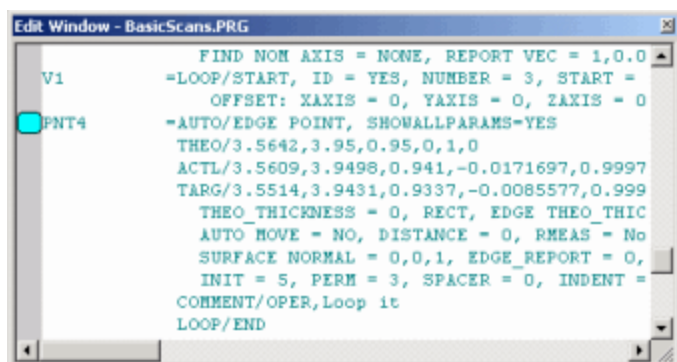 Edit Window - BasicScans.PRG
FIND NOM AXIS = NONE, REPORT VEC = 1,0.0
V1 =LOOP/START, ID = YES, NUMBER = 3, START =
OFFSET: XAXIS = 0, YAXIS = 0, ZAXIS = 0
PNT4 =AUTO/EDGE POINT, SHOWALLPARAMS=YES
THEO/3.5642,3.95,0.95,0,1,0
ACTL/3.5609,3.9498,0.941,-0.0171697,0.9997
TARG/3.5514,3.9431,0.9337,-0.0085577,0.999
THEO_THICKNESS = 0, RECT, EDGE THEO_THIC
AUTO MOVE = NO, DISTANCE = 0, RMEAS = No
SURFACE NORMAL = 0,0,1, EDGE_REPORT = 0,
INIT = 5, PERM = 3, SPACER = 0, INDENT =
COMMENT/OPER,Loop it
LOOP/END